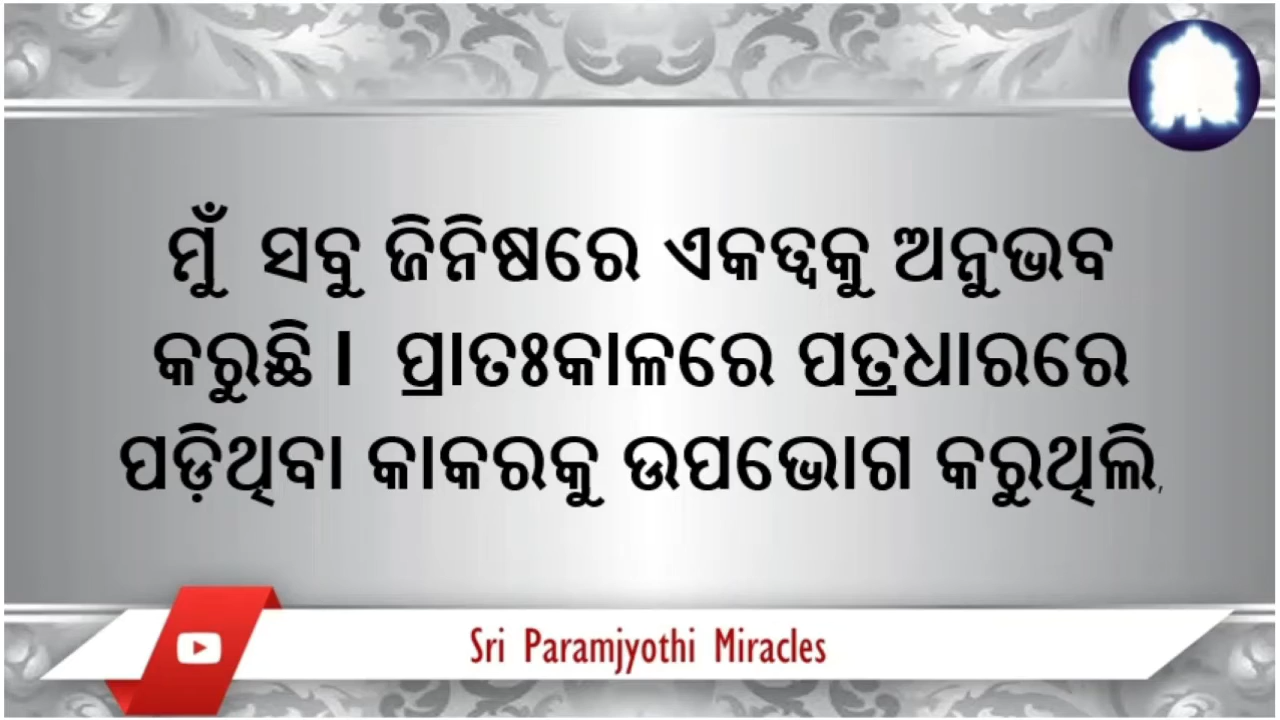 ମୁଁ ସବୁ ଜିନିଷରେ ଏକତ୍ୱକୁ ଅନୁଭବ
କରୁଛି । ପ୍ରାତଃକାଳରେ ପତ୍ରଧାରରେ
ପଡ଼ିଥିବା କାକରକୁ ଉପଭୋଗ କରୁଥିଲି,
Sri Paramjyothi Miracles